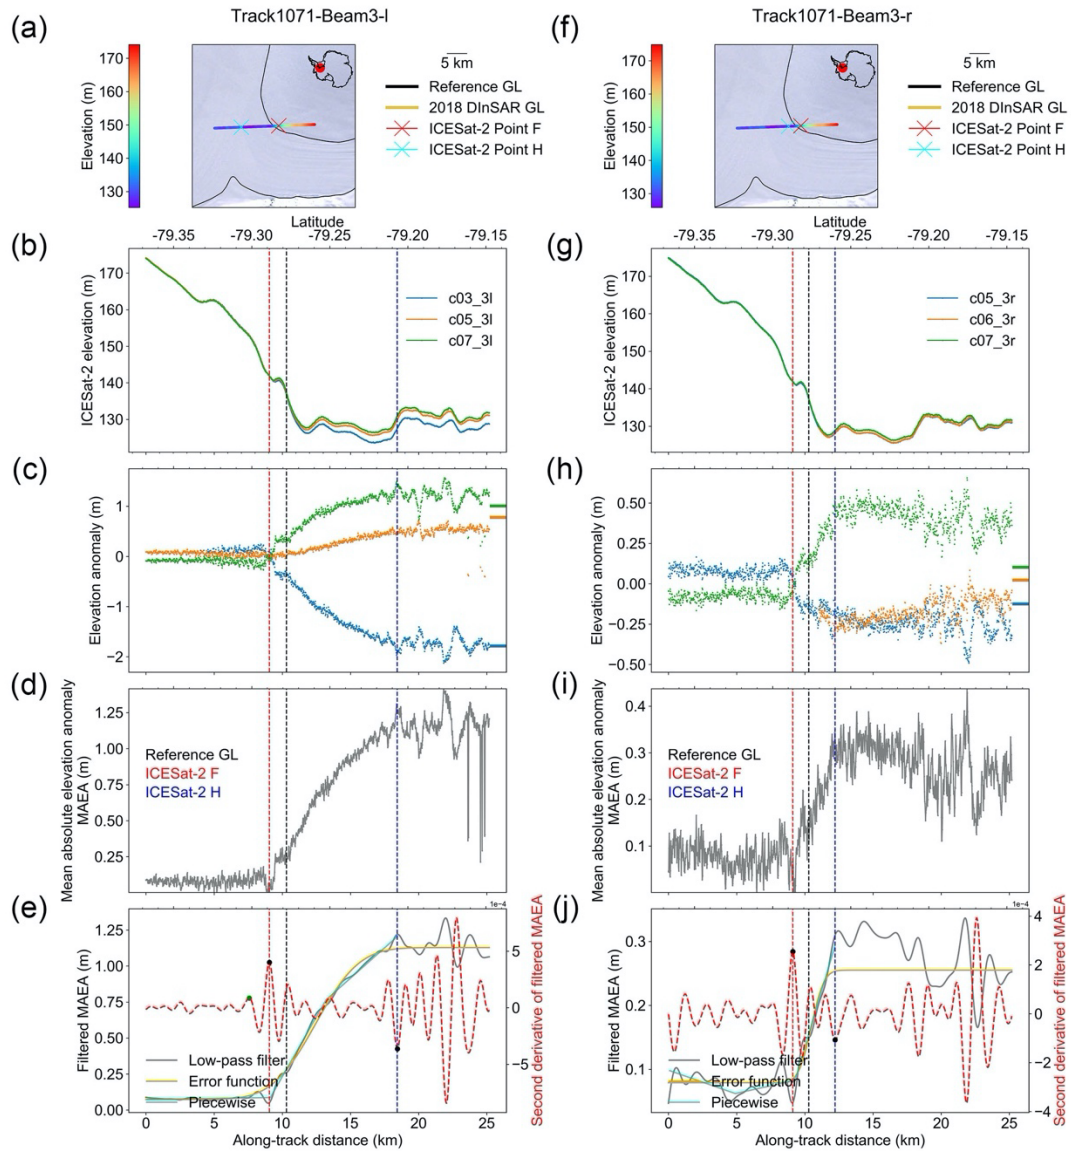 (a)
Track1071-Beam3-l
170
160
150
140
130
Elevation (m)
5 km
Reference GL
2018 DInSAR GL
ICESat-2 Point F
ICESat-2 Point H
(f)
Track1071-Beam3-r
170
160
150
140
130
Elevation (m)
5 km
Reference GL
2018 DInSAR GL
ICESat-2 Point F
ICESat-2 Point H
(b)
Latitude
-79.35 -79.28 -79.25 -79.20 -79.15
170
160
150
140
130
ICESat-2 elevation (m)
c03_3l
c05_3l
c07_3l
(g)
Latitude
-79.35 -79.28 -79.25 -79.20 -79.15
170
160
150
140
130
ICESat-2 elevation (m)
c05_3r
c06_3r
c07_3r
(c)
1
0
−1
−2
Elevation anomaly (m)
(h)
0.50
0.25
0.00
−0.25
−0.50
Elevation anomaly (m)
(d)
1.25
1.00
0.75
0.50
0.25
Mean absolute elevation anomaly
MAEA (m)
Reference GL
ICESat-2 F
ICESat-2 H
(i)
0.4
0.3
0.2
0.1
Mean absolute elevation anomaly
MAEA (m)
Reference GL
ICESat-2 F
ICESat-2 H
(e)
1e−4
1.25
1.00
0.75
0.50
0.25
0.00
Filtered MAEA (m)
5
0
−5
Second derivative of filtered MAEA
Low-pass filter
Error function
Piecewise
0 5 10 15 20 25
Along-track distance (km)
(j)
1e−4
0.3
0.2
0.1
Filtered MAEA (m)
4
2
0
−2
−4
Second derivative of filtered MAEA
Low-pass filter
Error function
Piecewise
0 5 10 15 20 25
Along-track distance (km)